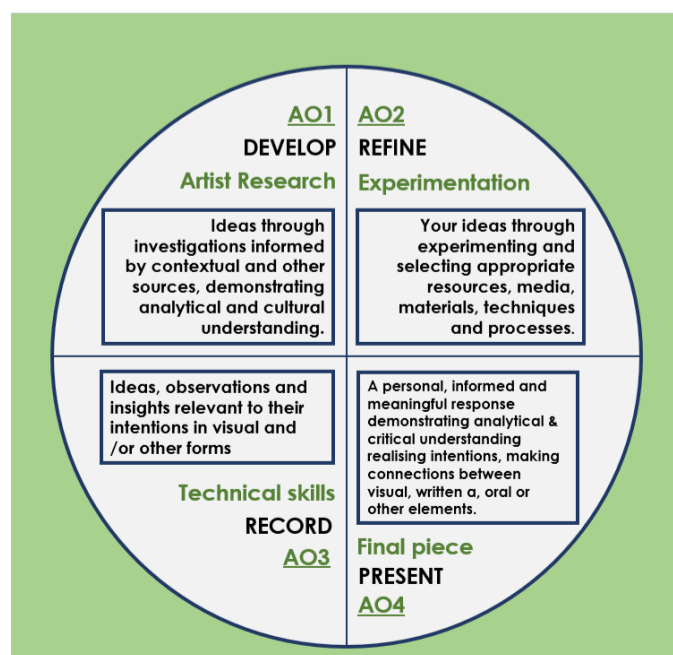 AO1
DEVELOP
Artist Research
Ideas through
investigations informed
by contextual and other
sources, demonstrating
analytical and cultural
understanding.
AO2
REFINE
Experimentation
Your ideas through
experimenting and
selecting appropriate
resources, media,
materials, techniques
and processes.
Ideas, observations and
insights relevant to their
intentions in visual and
/or other forms
Technical skills
RECORD
AO3
A personal, informed and
meaningful response
demonstrating analytical &
critical understanding
realising intentions, making
connections between
visual, written a, oral or
other elements.
Final piece
PRESENT
AO4